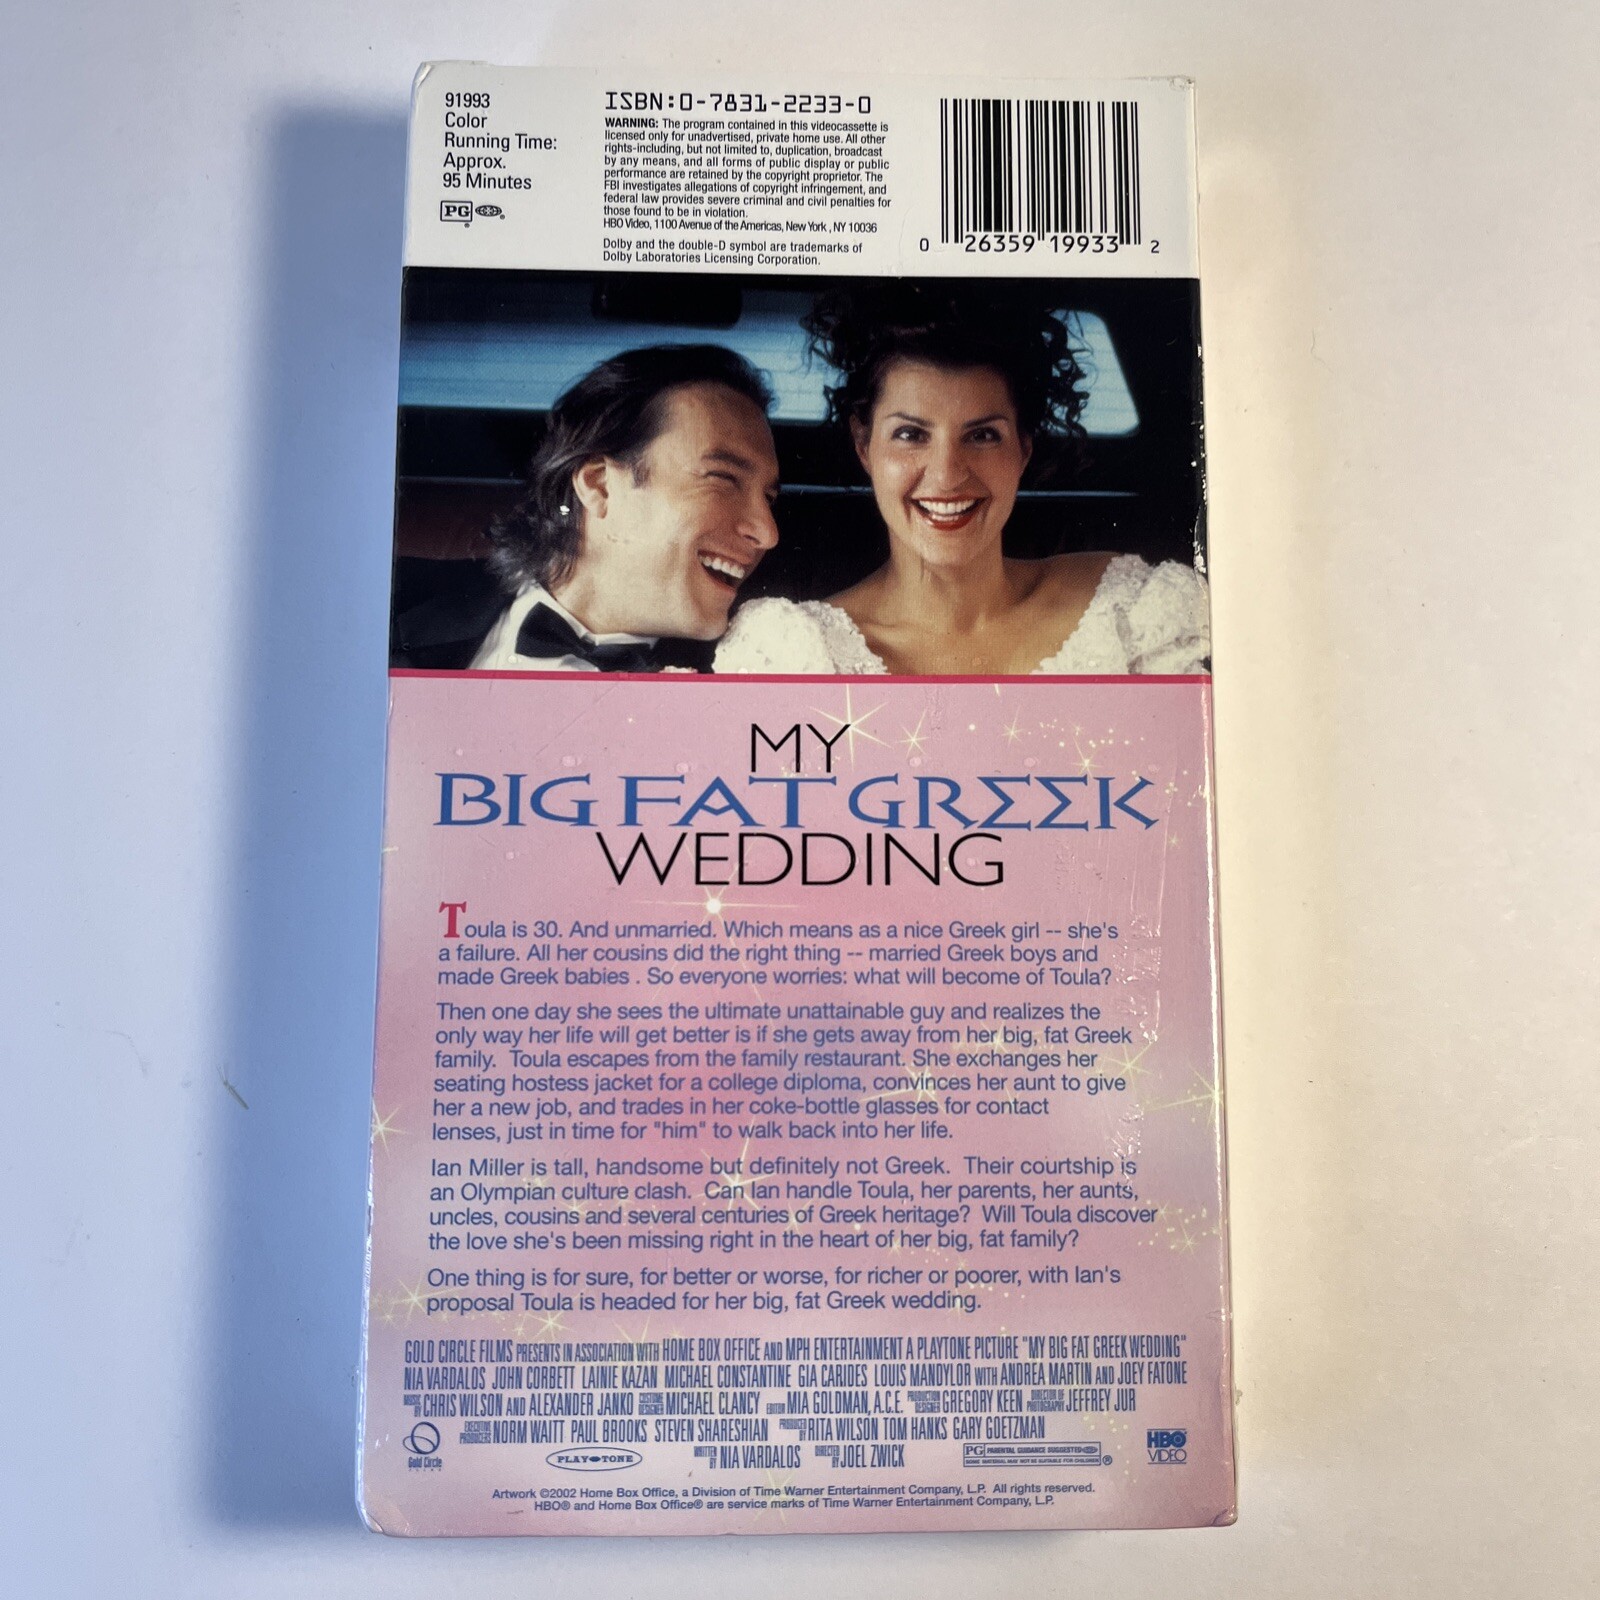 91993
Color
Running Time:
Approx.
95 Minutes
PG
ISBN:0-7831-2233-0
WARNING: The program contained in this videocassette is
licensed only for unadvertised, private home use. All other
rights-including, but not limited to, duplication, broadcast
by any means, and all forms of public display or public
performance are retained by the copyright proprietor. The
FBI investigates allegations of copyright infringement, and
federal law provides severe criminal and civil penalties for
those found to be in violation.
HBO Video, 1100 Avenue of the Americas, New York , NY 10036
Dolby and the double-D symbol are trademarks of
Dolby Laboratories Licensing Corporation.
0 26359 19933 2
MY
BIG FAT GRΣΣK
WEDDING
Toula is 30. And unmarried. Which means as a nice Greek girl -- she's
a failure. All her cousins did the right thing -- married Greek boys and
made Greek babies . So everyone worries: what will become of Toula?
Then one day she sees the ultimate unattainable guy and realizes the
only way her life will get better is if she gets away from her big, fat Greek
family. Toula escapes from the family restaurant. She exchanges her
seating hostess jacket for a college diploma, convinces her aunt to give
her a new job, and trades in her coke-bottle glasses for contact
lenses, just in time for "him" to walk back into her life.
Ian Miller is tall, handsome but definitely not Greek. Their courtship is
an Olympian culture clash. Can Ian handle Toula, her parents, her aunts,
uncles, cousins and several centuries of Greek heritage? Will Toula discover
the love she's been missing right in the heart of her big, fat family?
One thing is for sure, for better or worse, for richer or poorer, with Ian's
proposal Toula is headed for her big, fat Greek wedding.
GOLD CIRCLE FILMS PRESENTS IN ASSOCIATION WITH HOME BOX OFFICE AND MPH ENTERTAINMENT A PLAYTONE PICTURE "MY BIG FAT GREEK WEDDING"
NIA VARDALOS JOHN CORBETT LAINIE KAZAN MICHAEL CONSTANTINE GIA CARIDES LOUIS MANDYLOR WITH ANDREA MARTIN AND JOEY FATONE
MUSIC BY CHRIS WILSON AND ALEXANDER JANKO COSTUME DESIGNER MICHAEL CLANCY EDITOR MIA GOLDMAN, A.C.E. PRODUCTION DESIGNER GREGORY KEEN DIRECTOR OF PHOTOGRAPHY JEFFREY JUR
EXECUTIVE PRODUCERS NORM WAITT PAUL BROOKS STEVEN SHARESHIAN PRODUCED BY RITA WILSON TOM HANKS GARY GOETZMAN
Gold Circle
FILMS
PLAY-TONE
WRITTEN BY NIA VARDALOS DIRECTED BY JOEL ZWICK
PG PARENTAL GUIDANCE SUGGESTED
SOME MATERIAL MAY NOT BE SUITABLE FOR CHILDREN ®
HBO
VIDEO
Artwork ©2002 Home Box Office, a Division of Time Warner Entertainment Company, L.P. All rights reserved.
HBO® and Home Box Office® are service marks of Time Warner Entertainment Company, L.P.